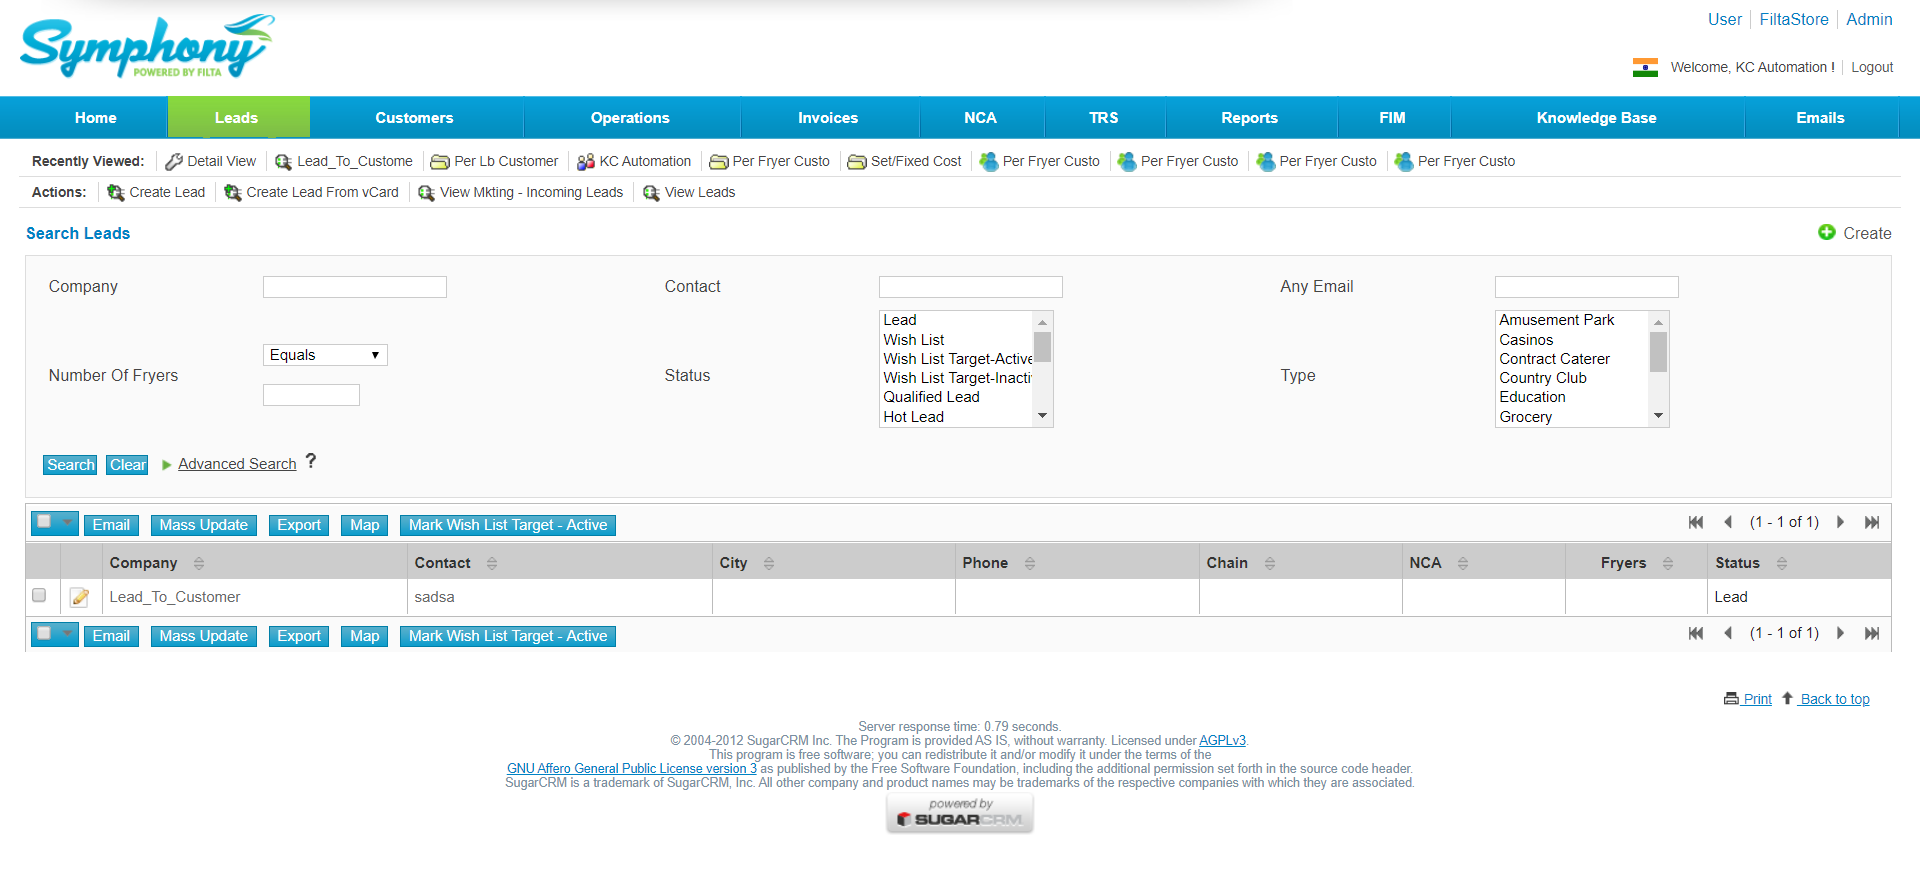 Symphony
POWERED BY FILTA
User FiltaStore Admin
Welcome, KC Automation ! Logout
Home Leads Customers Operations Invoices NCA TRS Reports FIM Knowledge Base Emails
Recently Viewed: Detail View Lead_To_Custome Per Lb Customer KC Automation Per Fryer Custo Set/Fixed Cost Per Fryer Custo Per Fryer Custo Per Fryer Custo Per Fryer Custo
Actions: Create Lead Create Lead From vCard View Mkting - Incoming Leads View Leads
Search Leads Create
Company Contact Any Email
Number Of Fryers Equals
Status
Lead
Wish List
Wish List Target-Active
Wish List Target-Inacti
Qualified Lead
Hot Lead
Type
Amusement Park
Casinos
Contract Caterer
Country Club
Education
Grocery
Search Clear Advanced Search ?
Email Mass Update Export Map Mark Wish List Target - Active (1 - 1 of 1)
Company Contact City Phone Chain NCA Fryers Status
Lead_To_Customer sadsa Lead
Email Mass Update Export Map Mark Wish List Target - Active (1 - 1 of 1)
Print Back to top
Server response time: 0.79 seconds.
© 2004-2012 SugarCRM Inc. The Program is provided AS IS, without warranty. Licensed under AGPLv3.
This program is free software; you can redistribute it and/or modify it under the terms of the
GNU Affero General Public License version 3 as published by the Free Software Foundation, including the additional permission set forth in the source code header.
SugarCRM is a trademark of SugarCRM, Inc. All other company and product names may be trademarks of the respective companies with which they are associated.
powered by
SUGARCRM